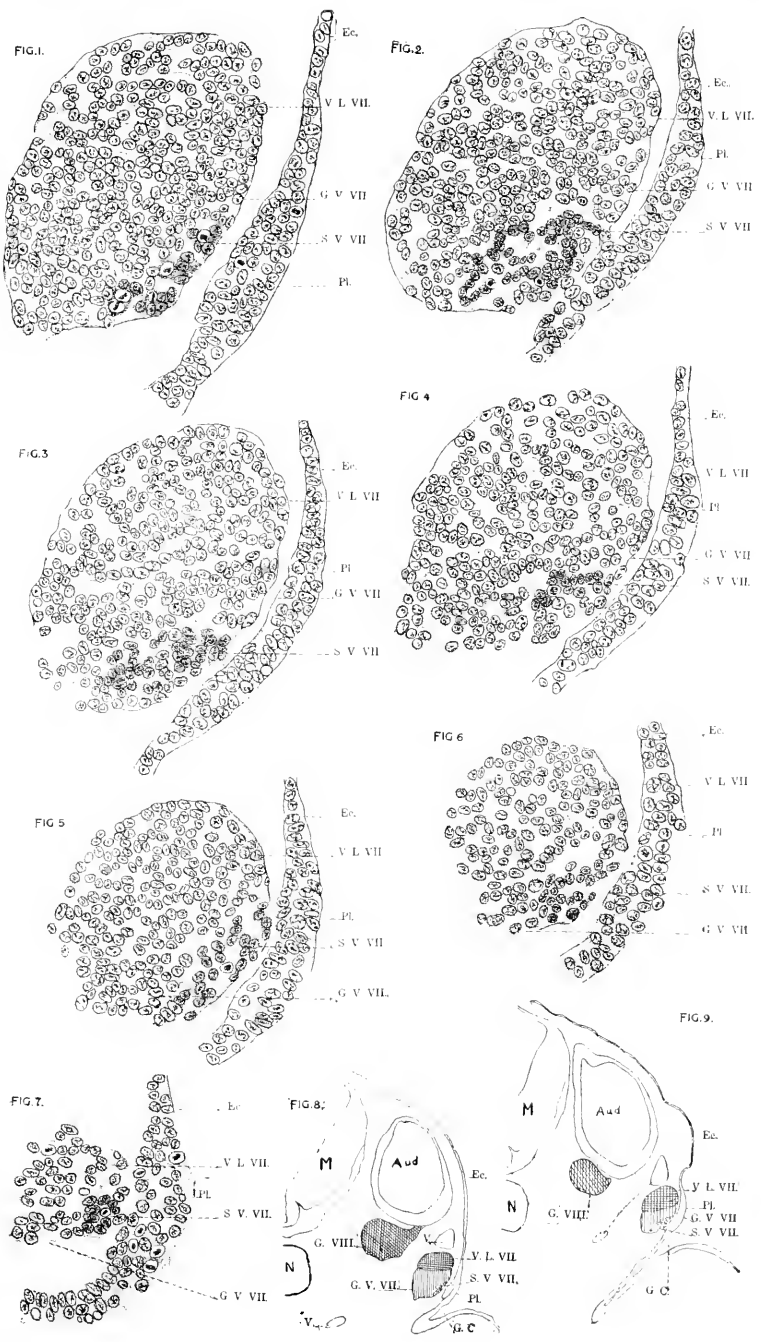 FIG.1.
Ec.
V L VII.
G V VII
S V VII
Pl.
FIG.2.
Ec.
V. L VII.
Pl.
G V VII
S V VII
FIG.3
Ec.
V L VII
Pl
G V VII
S V VII
FIG 4
Ec.
V L VII
Pl
G V VII
S V VII.
FIG 5
Ec.
V L VII
Pl.
S V VII
G V VII.
FIG 6
Ec.
V L VII
Pl
S V VII.
G V VII
FIG.7.
Ec
V L VII.
Pl.
S V. VII.
G V VII.
FIG.8.
M
Aud
Ec.
G. VIII.
V.
N
V. L. VII
G. V. VII.
S. V VII.
Pl.
V.
G.C
FIG.9.
M
Aud
Ec.
N
G. VIII.
V. L. VII.
Pl.
G. V VII
S. V VII.
G C